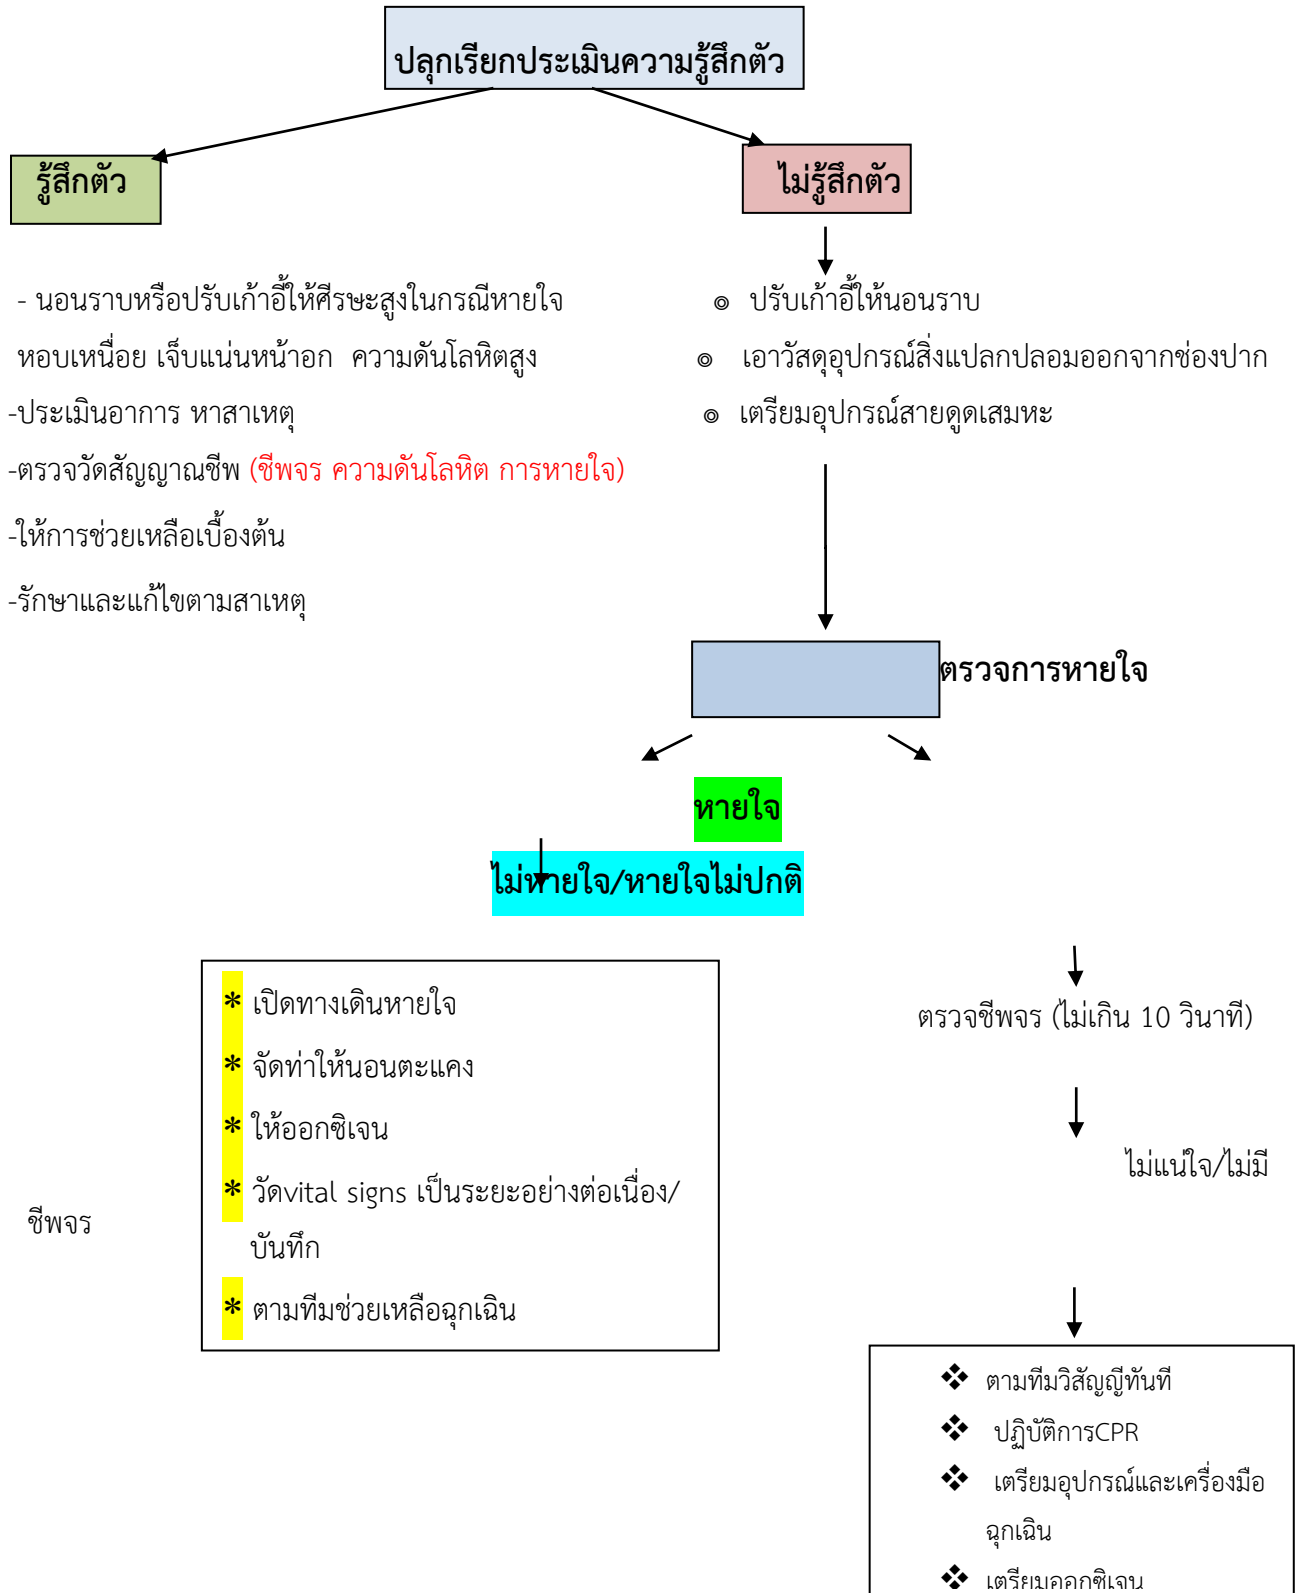 ปลุกเรียกประเมินความรู้สึกตัว
รู้สึกตัว
ไม่รู้สึกตัว
- นอนราบหรือปรับเก้าอี้ให้ศีรษะสูงในกรณีหายใจ
หอบเหนื่อย เจ็บแน่นหน้าอก ความดันโลหิตสูง
-ประเมินอาการ หาสาเหตุ
-ตรวจวัดสัญญาณชีพ (ชีพจร ความดันโลหิต การหายใจ)
-ให้การช่วยเหลือเบื้องต้น
-รักษาและแก้ไขตามสาเหตุ
๏ ปรับเก้าอี้ให้นอนราบ
๏ เอาวัสดุอุปกรณ์สิ่งแปลกปลอมออกจากช่องปาก
๏ เตรียมอุปกรณ์สายดูดเสมหะ
ตรวจการหายใจ
หายใจ
ไม่หายใจ/หายใจไม่ปกติ
* เปิดทางเดินหายใจ
* จัดท่าให้นอนตะแคง
* ให้ออกซิเจน
* วัดvital signs เป็นระยะอย่างต่อเนื่อง/
บันทึก
* ตามทีมช่วยเหลือฉุกเฉิน
ตรวจชีพจร (ไม่เกิน 10 วินาที)
ไม่แน่ใจ/ไม่มี
ชีพจร
❖ ตามทีมวิสัญญีทันที
❖ ปฏิบัติการCPR
❖ เตรียมอุปกรณ์และเครื่องมือ
ฉุกเฉิน
❖ เตรียมออกซิเจน